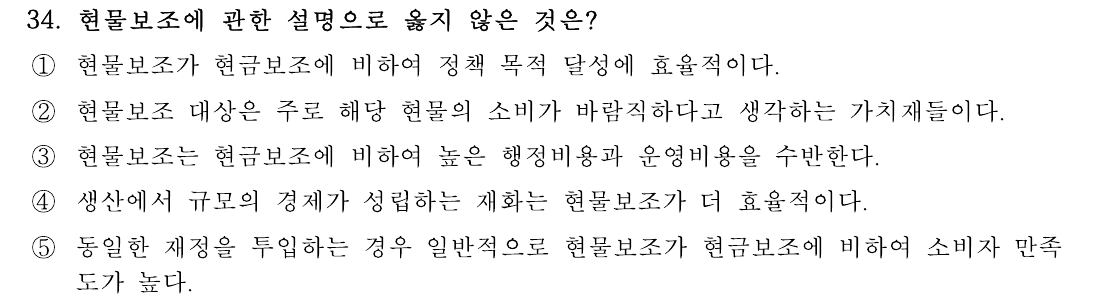 34. 현물보조에 관한 설명으로 옳지 않은 것은?
① 현물보조가 현금보조에 비하여 정책 목적 달성에 효율적이다.
② 현물보조 대상은 주로 해당 현물의 소비가 바람직하다고 생각하는 가치재들이다.
③ 현물보조는 현금보조에 비하여 높은 행정비용과 운영비용을 수반한다.
④ 생산에서 규모의 경제가 성립하는 재화는 현물보조가 더 효율적이다.
⑤ 동일한 재정을 투입하는 경우 일반적으로 현물보조가 현금보조에 비하여 소비자 만족
도가 높다.